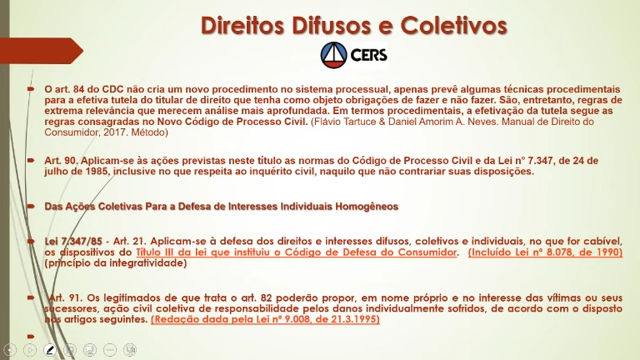 Direitos Difusos e Coletivos
CERS
O art. 84 do CDC não cria um novo procedimento no sistema processual, apenas prevê algumas técnicas procedimentais
para a efetiva tutela do titular de direito que tenha como objeto obrigações de fazer e não fazer. São, entretanto, regras de
extrema relevância que merecem análise mais aprofundada. Em termos procedimentais, a efetivação da tutela segue as
regras consagradas no Novo Código de Processo Civil. (Flávio Tartuce & Daniel Amorim A. Neves. Manual de Direito do
Consumidor, 2017. Método)
Art. 90. Aplicam-se às ações previstas neste título as normas do Código de Processo Civil e da Lei n° 7.347, de 24 de
julho de 1985, inclusive no que respeita ao inquérito civil, naquilo que não contrariar suas disposições.
Das Ações Coletivas Para a Defesa de Interesses Individuais Homogêneos
Lei 7.347/85 - Art. 21. Aplicam-se à defesa dos direitos e interesses difusos, coletivos e individuais, no que for cabível,
os dispositivos do Título III da lei que instituiu o Código de Defesa do Consumidor. (Incluído Lei nº 8.078, de 1990)
(princípio da integratividade)
Art. 91. Os legitimados de que trata o art. 82 poderão propor, em nome próprio e no interesse das vítimas ou seus
sucessores, ação civil coletiva de responsabilidade pelos danos individualmente sofridos, de acordo com o disposto
nos artigos seguintes. (Redação dada pela Lei nº 9.008, de 21.3.1995)